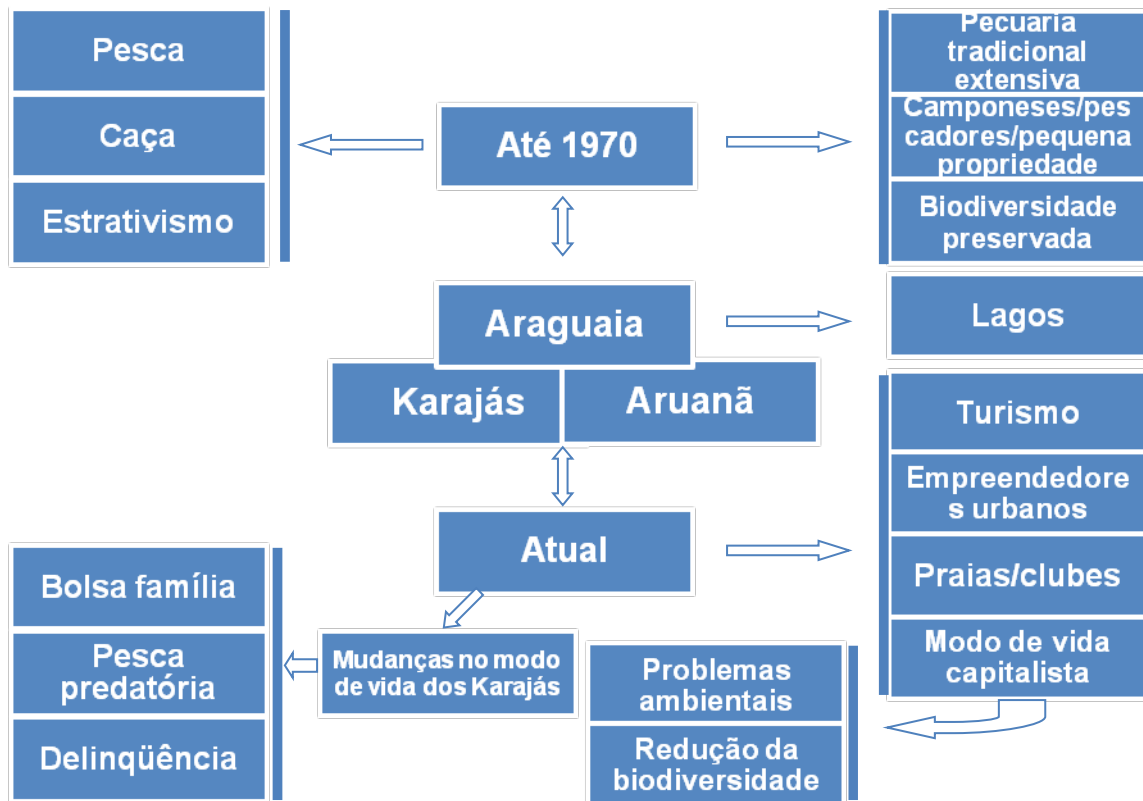 Pesca
Caça
Estrativismo
Até 1970
Pecuária
tradicional
extensiva
Camponeses/pes
cadores/pequena
propriedade
Biodiversidade
preservada
Araguaia
Karajás
Aruanã
Lagos
Turismo
Empreendedore
s urbanos
Praias/clubes
Modo de vida
capitalista
Atual
Mudanças no modo
de vida dos Karajás
Bolsa família
Pesca
predatória
Delinqüência
Problemas
ambientais
Redução da
biodiversidade